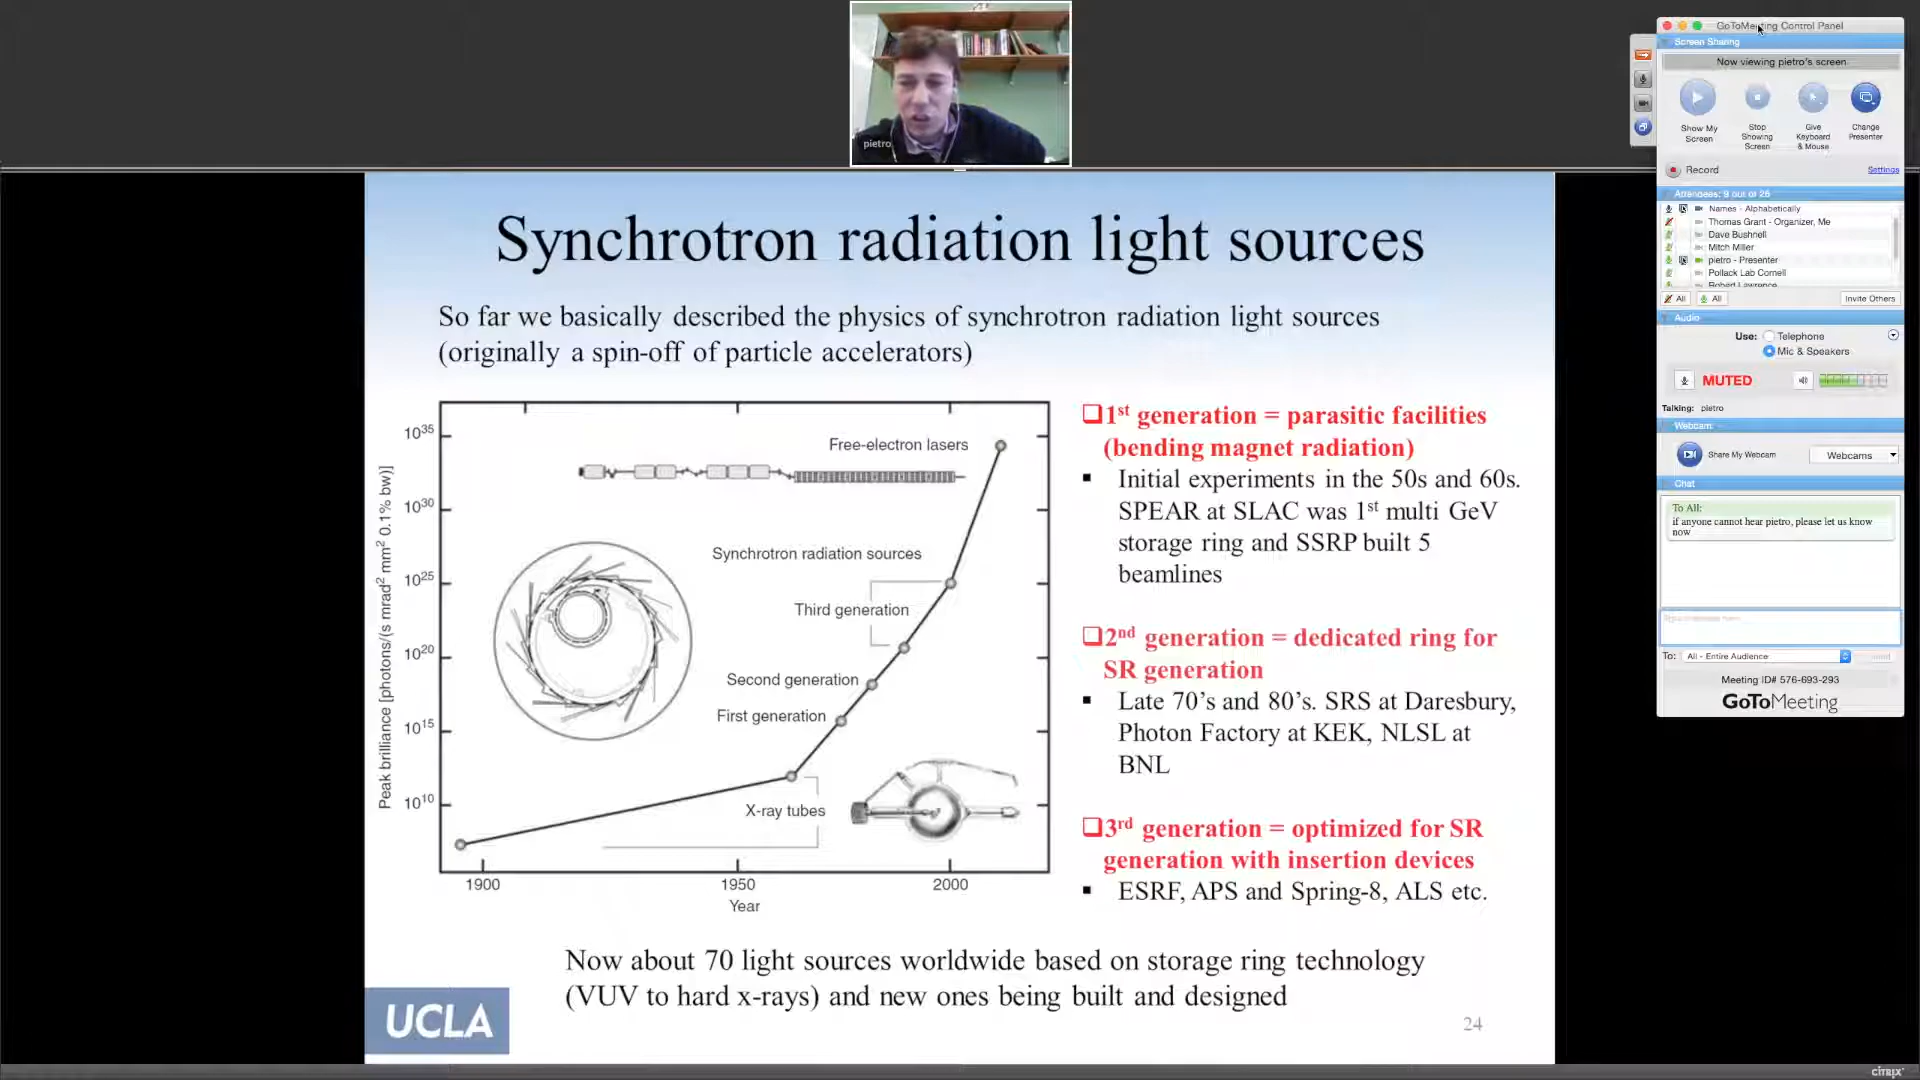 pietro
Synchrotron radiation light sources
So far we basically described the physics of synchrotron radiation light sources
(originally a spin-off of particle accelerators)
Peak brilliance [photons/(s mrad² mm² 0.1% bw)]
10³⁵
10³⁰
10²⁵
10²⁰
10¹⁵
10¹⁰
Free-electron lasers
Synchrotron radiation sources
Third generation
Second generation
First generation
X-ray tubes
1900
1950
2000
Year
❑1ˢᵗ generation = parasitic facilities
(bending magnet radiation)
▪ Initial experiments in the 50s and 60s.
SPEAR at SLAC was 1ˢᵗ multi GeV
storage ring and SSRP built 5
beamlines
❑2ⁿᵈ generation = dedicated ring for
SR generation
▪ Late 70’s and 80’s. SRS at Daresbury,
Photon Factory at KEK, NLSL at
BNL
❑3ʳᵈ generation = optimized for SR
generation with insertion devices
▪ ESRF, APS and Spring-8, ALS etc.
Now about 70 light sources worldwide based on storage ring technology
(VUV to hard x-rays) and new ones being built and designed
UCLA
24
GoToMeeting Control Panel
Screen Sharing
Now viewing pietro's screen
Show My
Screen
Stop
Showing
Screen
Give
Keyboard
& Mouse
Change
Presenter
Record
Settings
Attendees: 9 out of 26
Names - Alphabetically
Thomas Grant - Organizer, Me
Dave Bushnell
Mitch Miller
pietro - Presenter
Pollack Lab Cornell
Robert Lawrence
All
All
Invite Others
Audio
Use: Telephone
Mic & Speakers
MUTED
Talking: pietro
Webcam
Share My Webcam
Webcams
Chat
To All:
if anyone cannot hear pietro, please let us know
now
To: All - Entire Audience
Meeting ID# 576-693-293
GoToMeeting
citrix